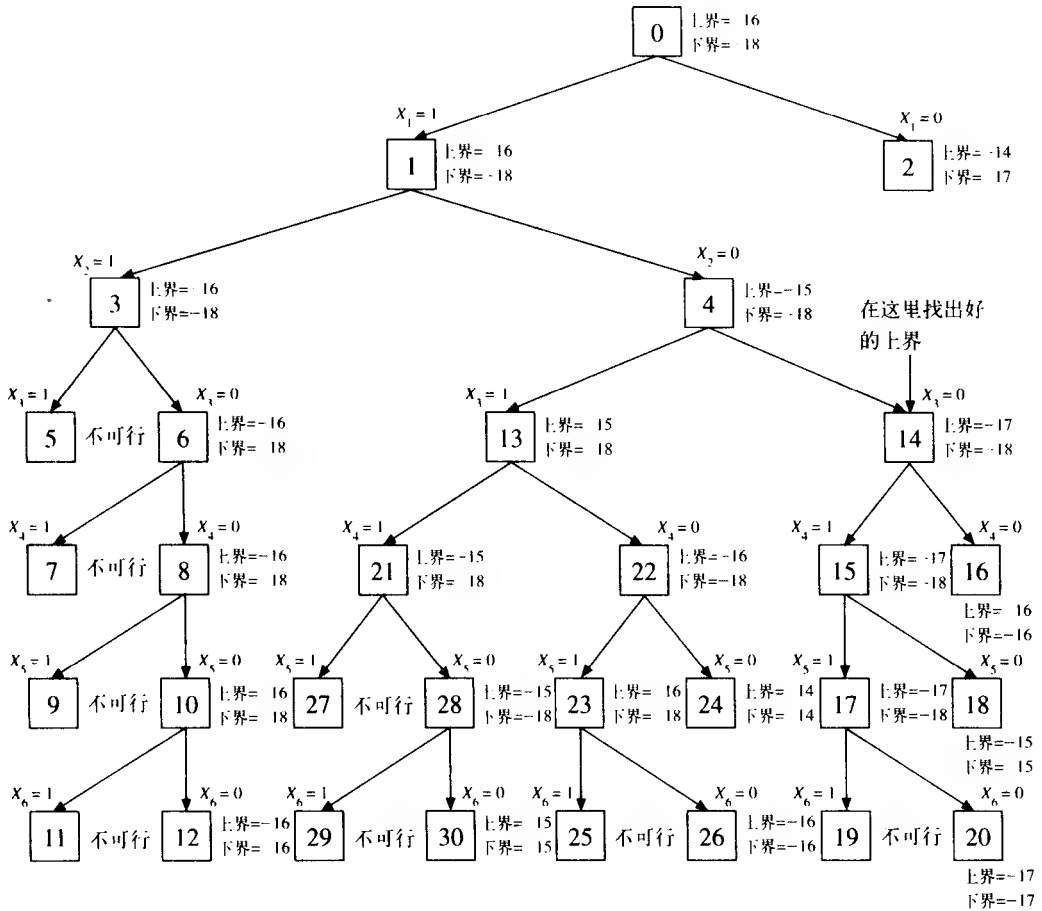 0
上界= 16
下界= -18
X₁ = 1
X₁ = 0
1
上界= 16
下界= -18
2
上界= -14
下界= 17
X₂ = 1
X₂ = 0
3
上界= -16
下界= -18
4
上界=-15
下界= -18
在这里找出好
的上界
X₃ = 1
X₃ = 0
X₃ = 1
X₃ = 0
5
不可行
6
上界=-16
下界= 18
13
上界= 15
下界= 18
14
上界=-17
下界=-18
X₄ = 1
X₄ = 0
X₄ = 1
X₄ = 0
X₄ = 1
X₄ = 0
7
不可行
8
上界=-16
下界= 18
21
上界=-15
下界= 18
22
上界=-16
下界=-18
15
上界=-17
下界= -18
16
上界= 16
下界=-16
X₅ = 1
X₅ = 0
X₅ = 1
X₅ = 0
X₅ = 1
X₅ = 0
X₅ = 1
X₅ = 0
9
不可行
10
上界= 16
下界= 18
27
不可行
28
上界=-15
下界=-18
23
上界= 16
下界= 18
24
上界= 14
下界= 14
17
上界=-17
下界=-18
18
上界=-15
下界= 15
X₆ = 1
X₆ = 0
X₆ = 1
X₆ = 0
X₆ = 1
X₆ = 0
X₆ = 1
X₆ = 0
11
不可行
12
上界=-16
下界= 16
29
不可行
30
上界= 15
下界= 15
25
不可行
26
上界=-16
下界=-16
19
不可行
20
上界=-17
下界=-17